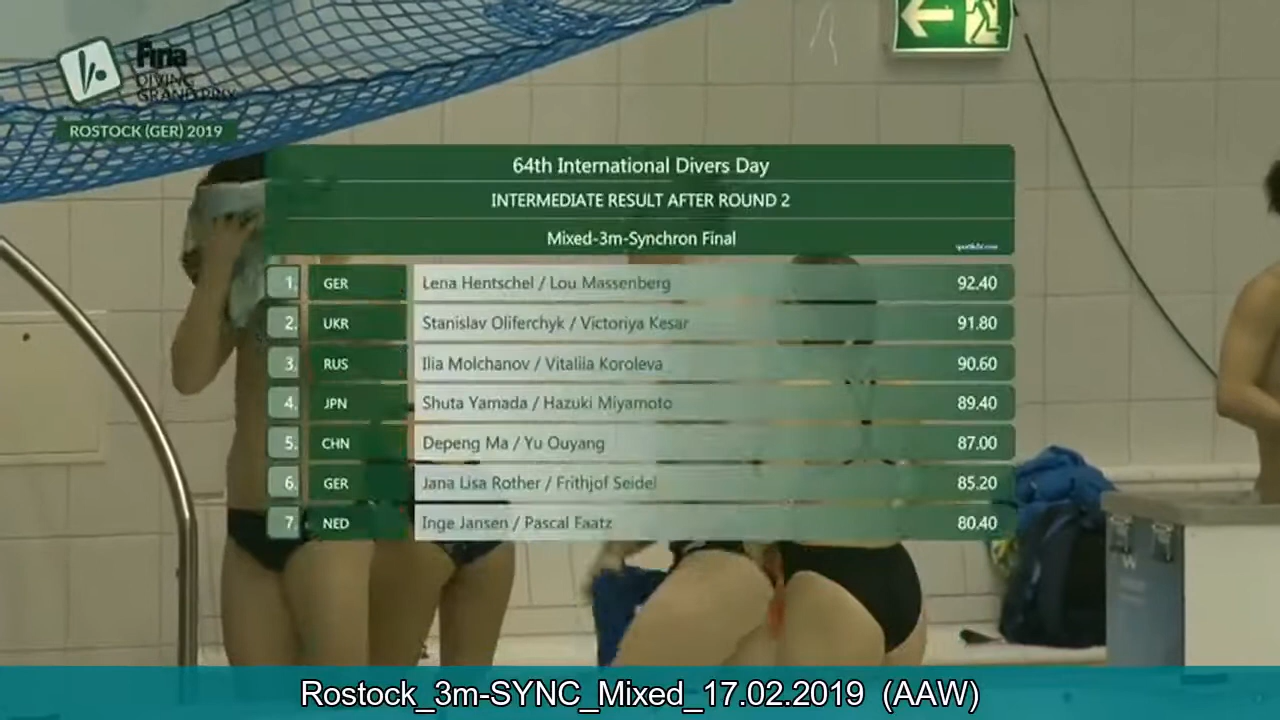 Fina
DIVING
GRAND PRIX
ROSTOCK (GER) 2019
64th International Divers Day
INTERMEDIATE RESULT AFTER ROUND 2
Mixed-3m-Synchron Final
1. GER Lena Hentschel / Lou Massenberg 92.40
2. UKR Stanislav Oliferchyk / Victoriya Kesar 91.80
3. RUS Ilia Molchanov / Vitaliia Koroleva 90.60
4. JPN Shuta Yamada / Hazuki Miyamoto 89.40
5. CHN Depeng Ma / Yu Ouyang 87.00
6. GER Jana Lisa Rother / Frithjof Seidel 85.20
7. NED Inge Jansen / Pascal Faatz 80.40
Rostock_3m-SYNC_Mixed_17.02.2019 (AAW)